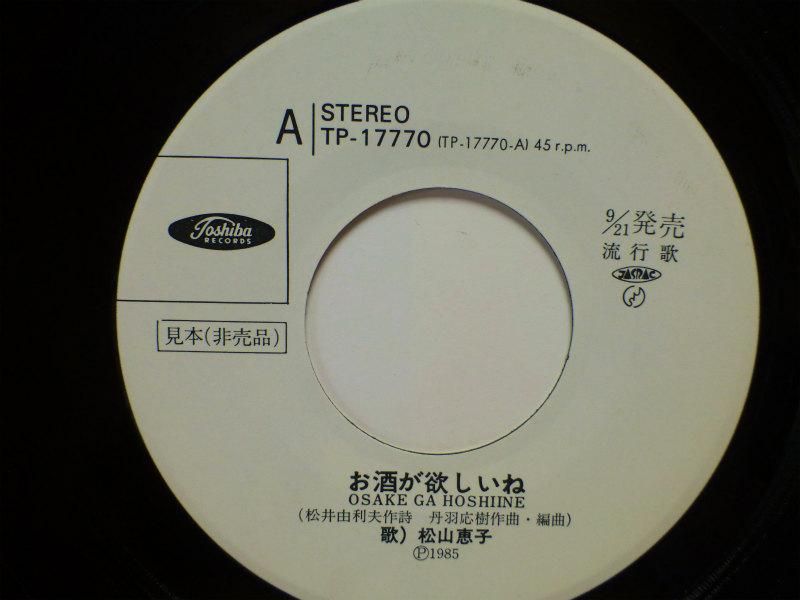 A
STEREO
TP-17770 (TP-17770-A) 45 r.p.m.
Toshiba
RECORDS
9/21発売
流行歌
JASRAC
見本(非売品)
お酒が欲しいね
OSAKE GA HOSHIINE
(松井由利夫作詩 丹羽応樹作曲・編曲)
歌) 松山恵子
Ⓟ1985